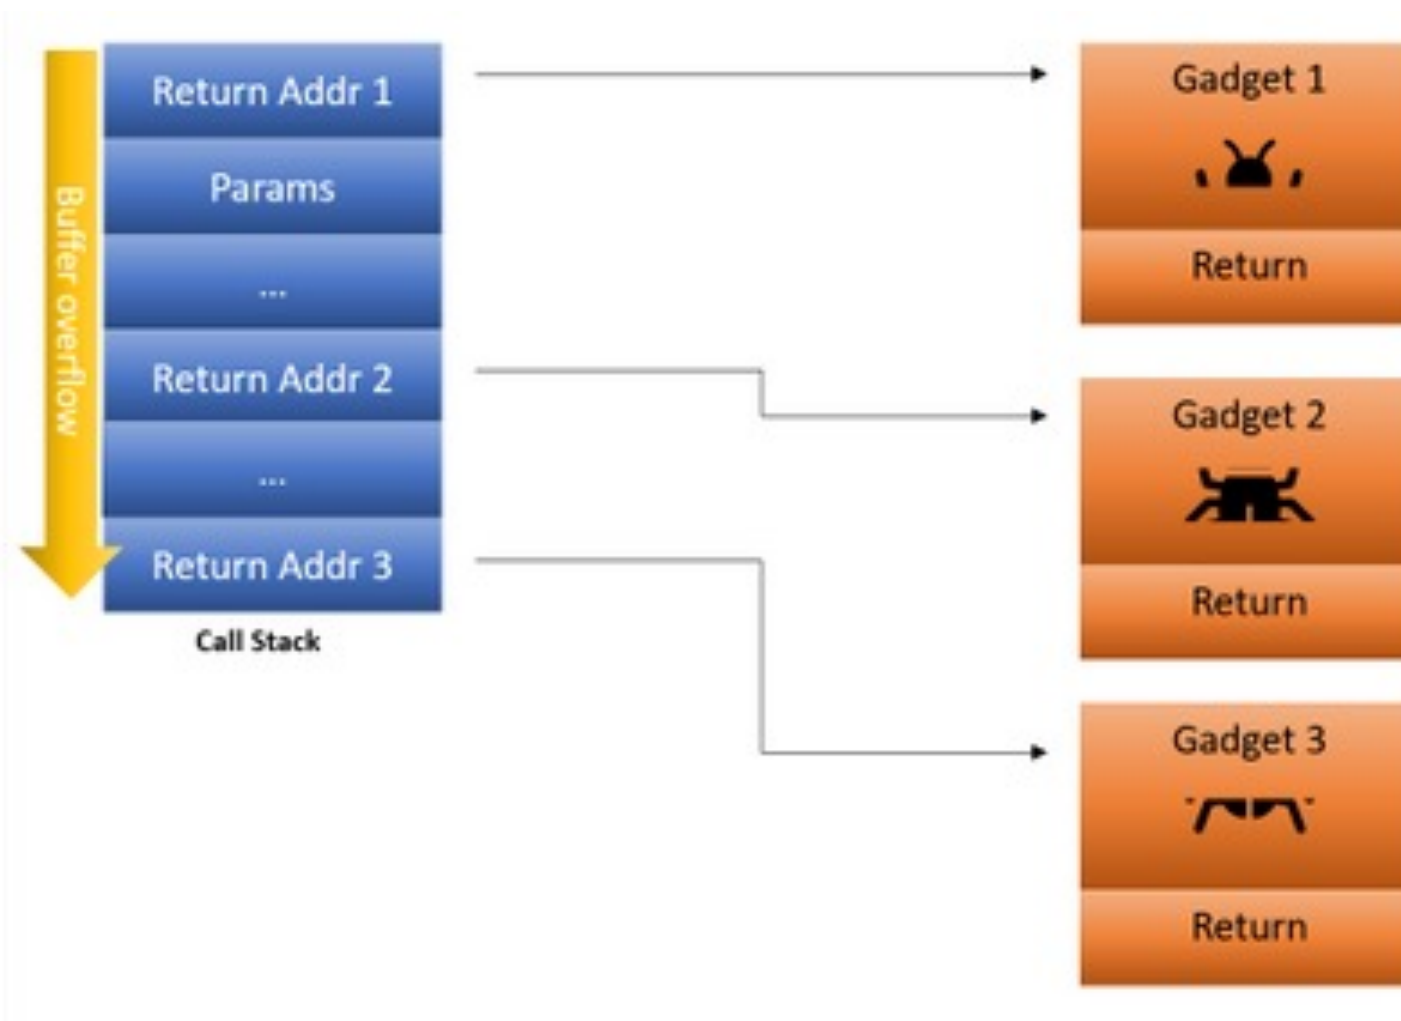 Buffer overflow
Return Addr 1
Params
...
Return Addr 2
...
Return Addr 3
Call Stack
Gadget 1
Return
Gadget 2
Return
Gadget 3
Return